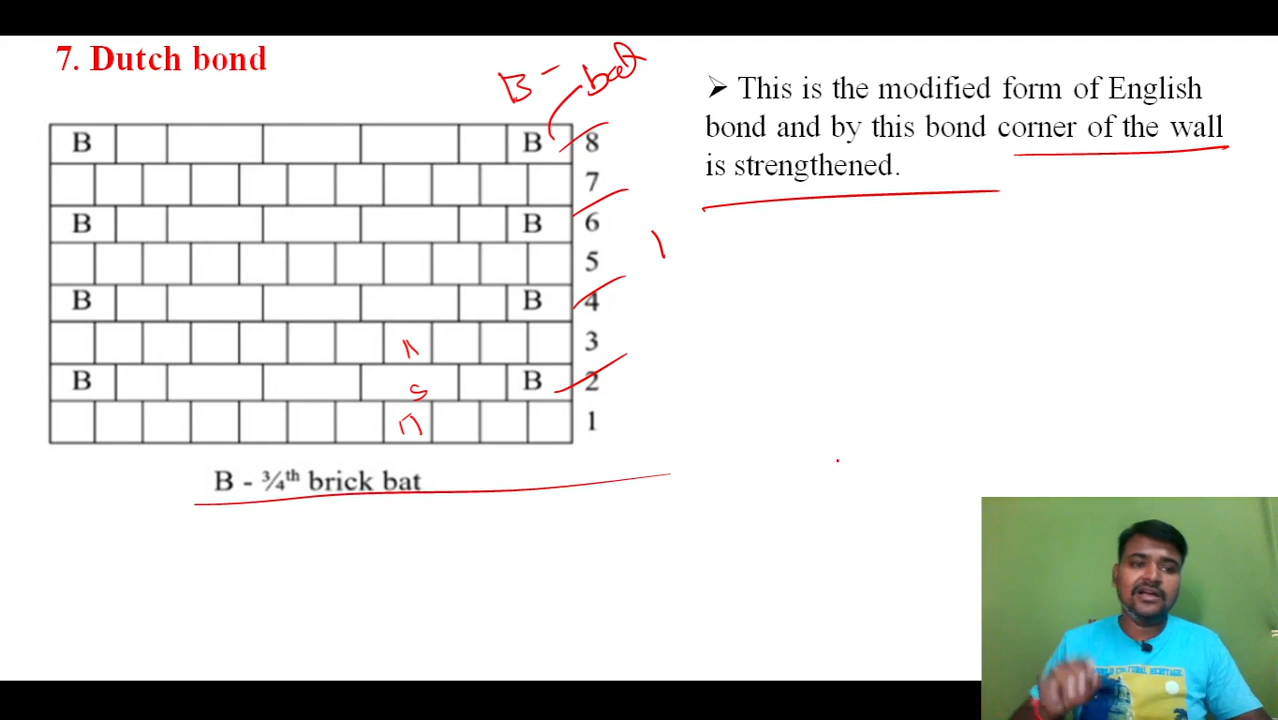 7. Dutch bond
B - bat
B B 8
7
B B 6
5
B B 4
3
B B 2
S
1
B - ¾th brick bat
➢ This is the modified form of English
bond and by this bond corner of the wall
is strengthened.